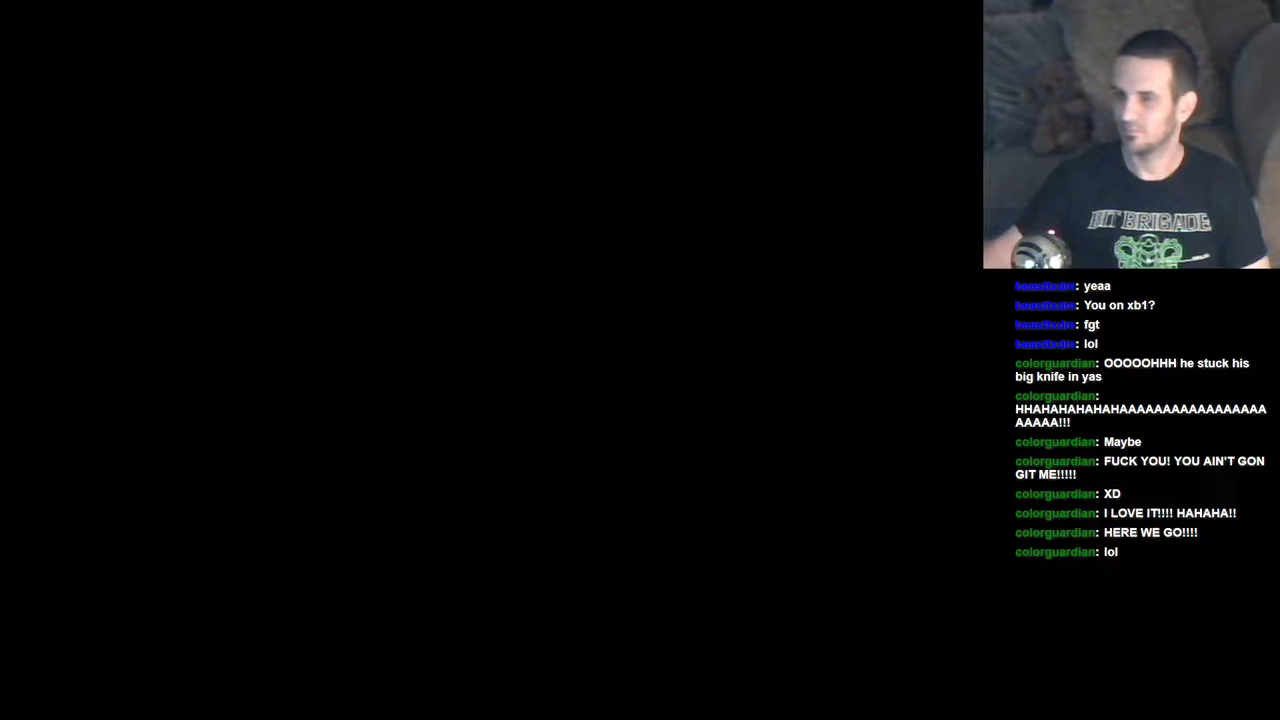 BIT BRIGADE
: yeaa
: You on xb1?
: fgt
: lol
colorguardian: OOOOOHHH he stuck his
big knife in yas
colorguardian:
HHAHAHAHAHAHAAAAAAAAAAAAAAAAA
AAAAA!!!
colorguardian: Maybe
colorguardian: FUCK YOU! YOU AIN'T GON
GIT ME!!!!!
colorguardian: XD
colorguardian: I LOVE IT!!!! HAHAHA!!
colorguardian: HERE WE GO!!!!
colorguardian: lol